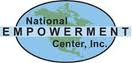 National
EMPOWERMENT
Center, Inc.